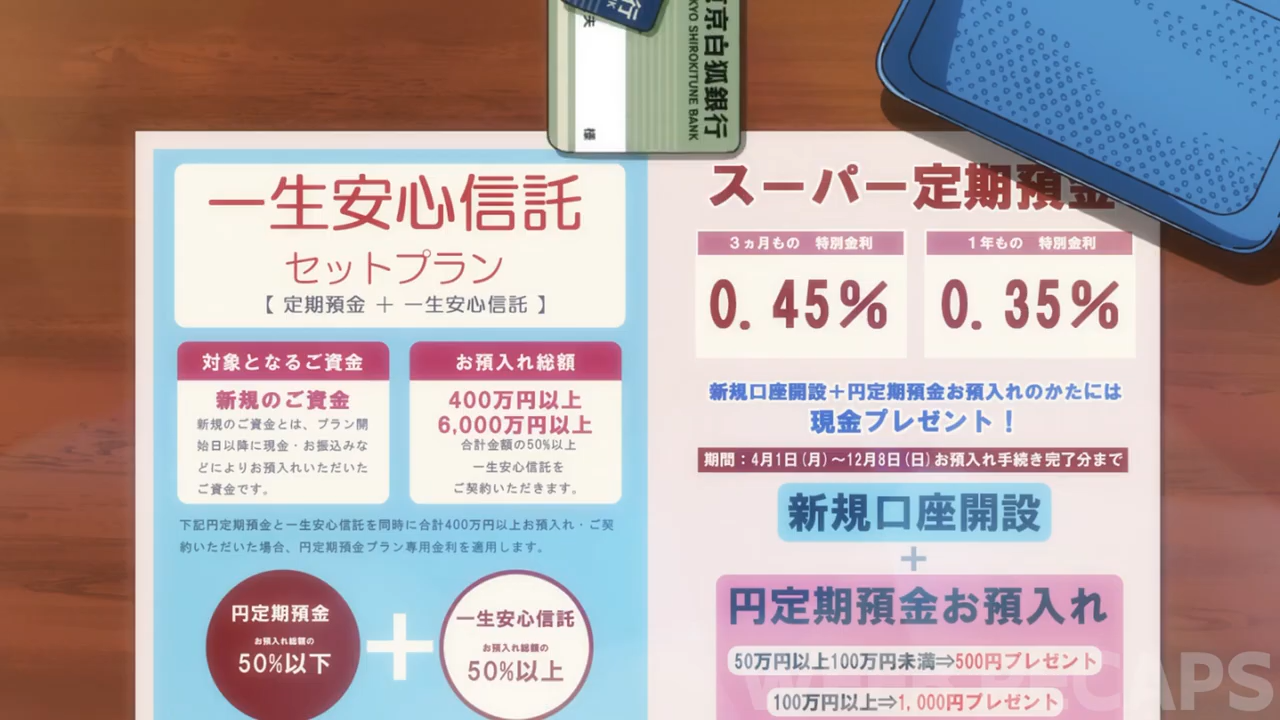 行
夫
様
京白狐銀行
KYO SHIROKITUNE BANK
一生安心信託
セットプラン
【 定期預金 ＋ 一生安心信託 】
対象となるご資金
新規のご資金
新規のご資金とは、プラン開
始日以降に現金・お振込みな
どによりお預入れいただいた
ご資金です。
お預入れ総額
400万円以上
6,000万円以上
合計金額の50%以上
一生安心信託を
ご契約いただきます。
下記円定期預金と一生安心信託を同時に合計400万円以上お預入れ・ご契
約いただいた場合、円定期預金プラン専用金利を適用します。
円定期預金
お預入れ総額の
50%以下
＋
一生安心信託
お預入れ総額の
50%以上
スーパー定期預金
3ヵ月もの 特別金利
0.45%
1年もの 特別金利
0.35%
新規口座開設＋円定期預金お預入れのかたには
現金プレゼント！
期間：4月1日(月)～12月8日(日)お預入れ手続き完了分まで
新規口座開設
＋
円定期預金お預入れ
50万円以上100万円未満⇒500円プレゼント
100万円以上⇒1,000円プレゼント